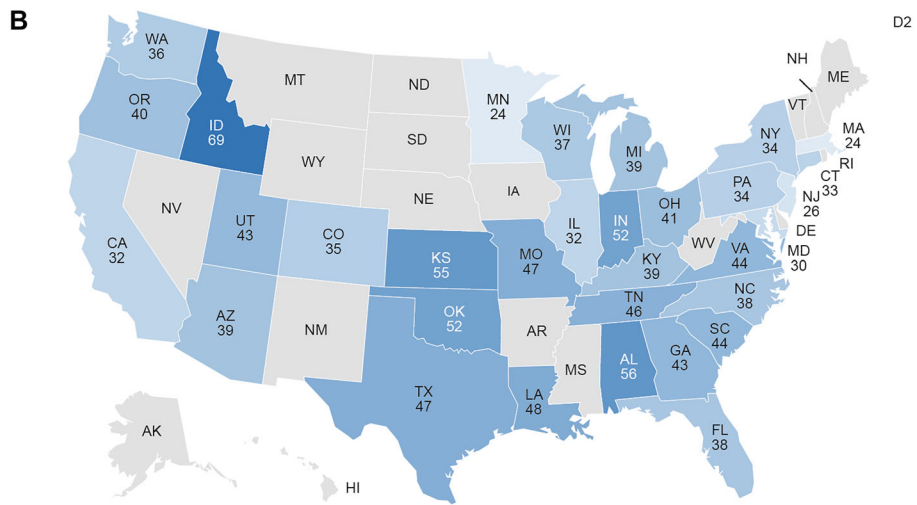 B
D2
WA
36
OR
40
ID
69
MT
ND
MN
24
SD
WY
NE
IA
WI
37
MI
39
NH
VT
ME
NY
34
MA
24
RI
CT
33
PA
34
NJ
26
DE
MD
30
NV
UT
43
CO
35
CA
32
KS
55
MO
47
IL
32
IN
52
OH
41
WV
VA
44
KY
39
NC
38
TN
46
SC
44
AZ
39
NM
OK
52
AR
MS
AL
56
GA
43
TX
47
LA
48
FL
38
AK
HI